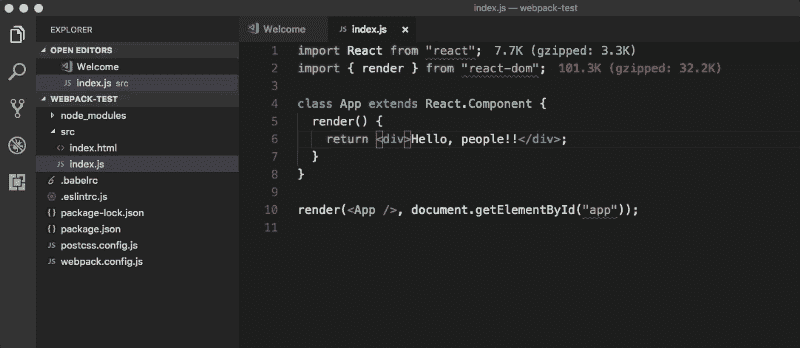 index.js — webpack-test
EXPLORER
OPEN EDITORS
Welcome
index.js src
WEBPACK-TEST
node_modules
src
index.html
JS index.js
.babelrc
.eslintrc.js
package-lock.json
package.json
JS postcss.config.js
JS webpack.config.js
Welcome
JS index.js ×
1 import React from "react"; 7.7K (gzipped: 3.3K)
2 import { render } from "react-dom"; 101.3K (gzipped: 32.2K)
3
4 class App extends React.Component {
5 render() {
6 return <div>Hello, people!!</div>;
7 }
8 }
9
10 render(<App />, document.getElementById("app"));
11